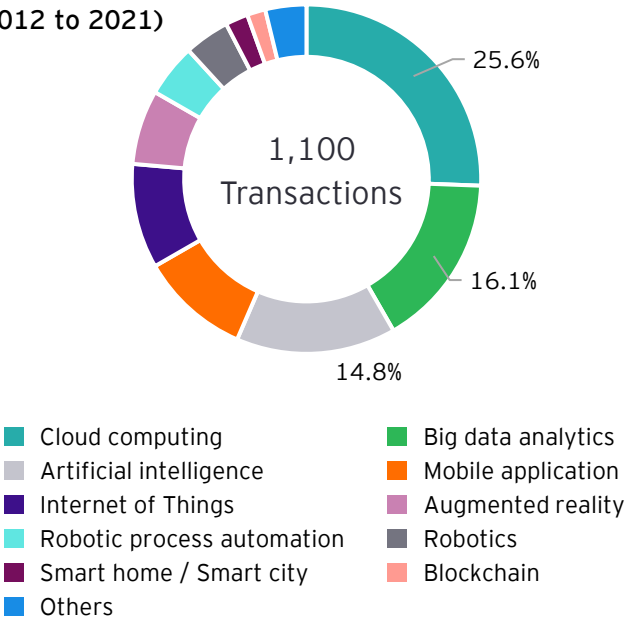 012 to 2021)
25.6%
1,100
Transactions
16.1%
14.8%
Cloud computing
Big data analytics
Artificial intelligence
Mobile application
Internet of Things
Augmented reality
Robotic process automation
Robotics
Smart home / Smart city
Blockchain
Others